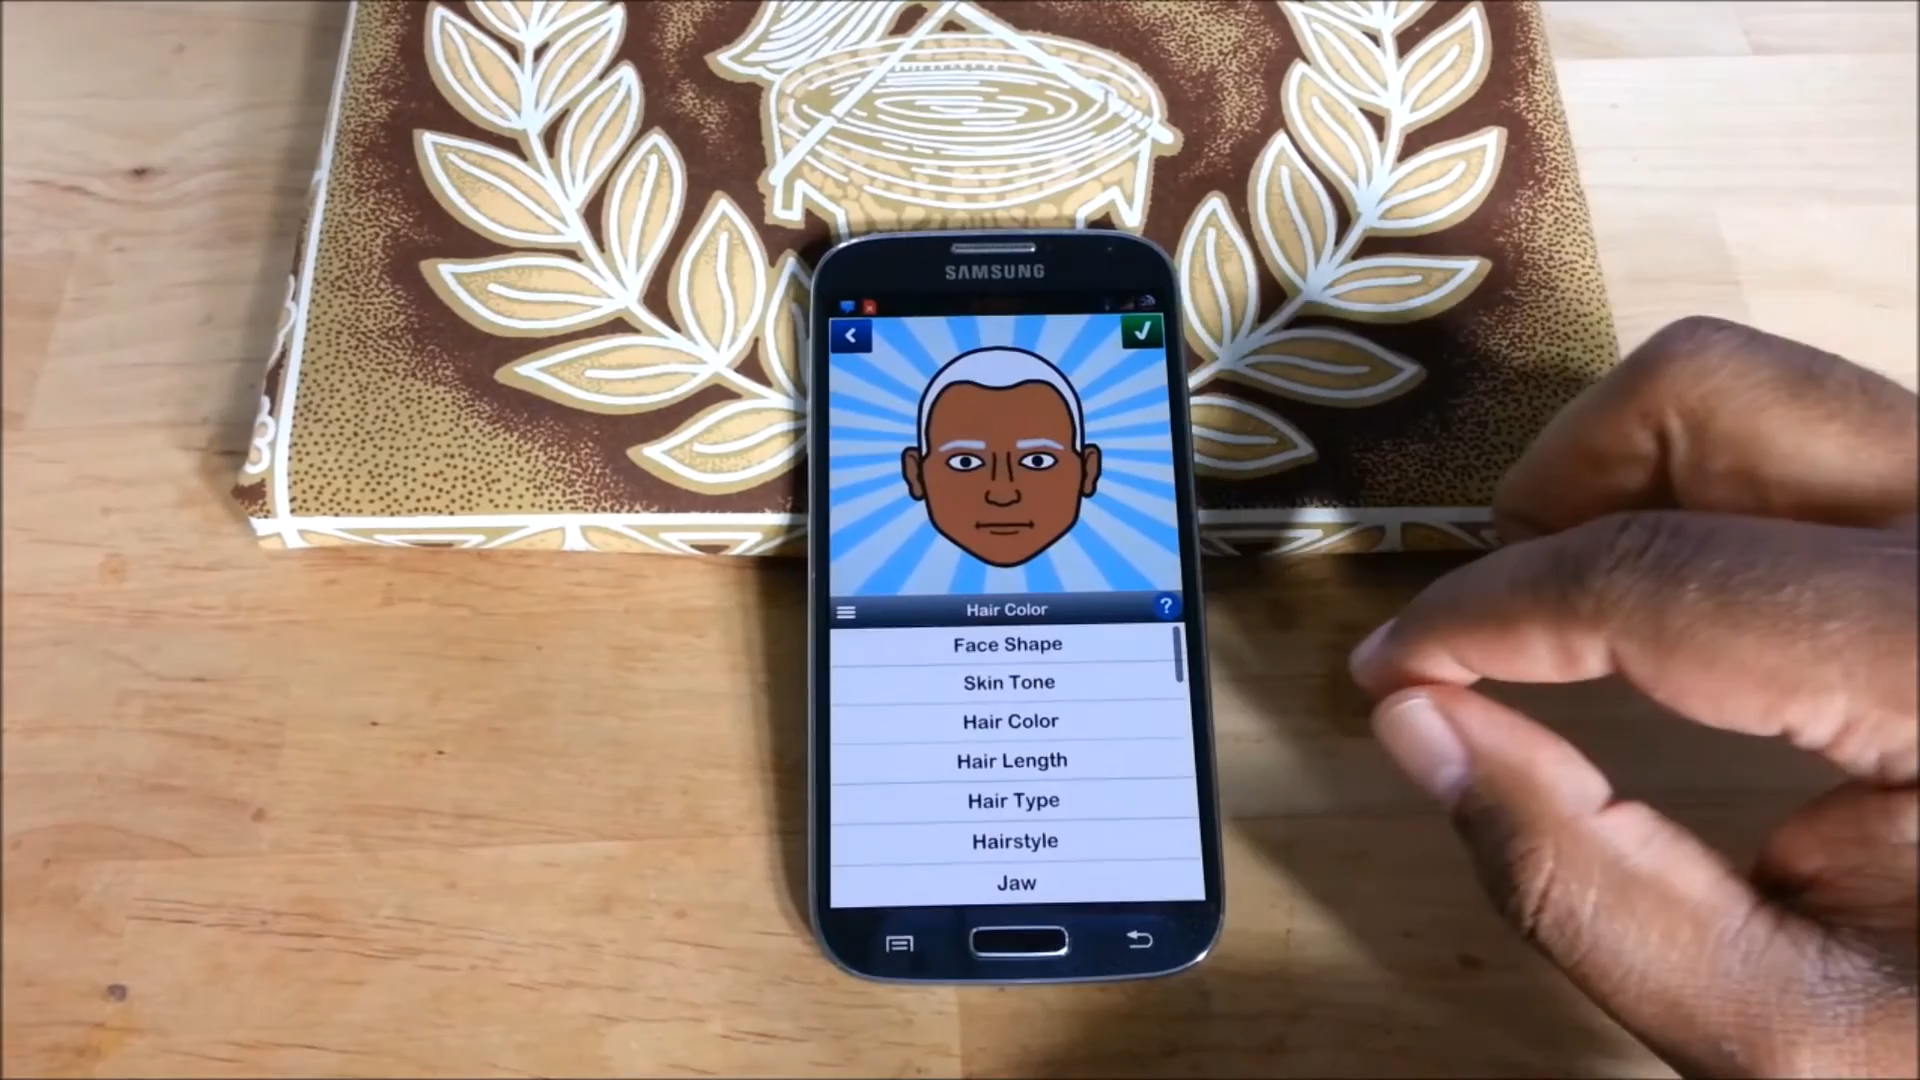 SAMSUNG
Hair Color
?
Face Shape
Skin Tone
Hair Color
Hair Length
Hair Type
Hairstyle
Jaw